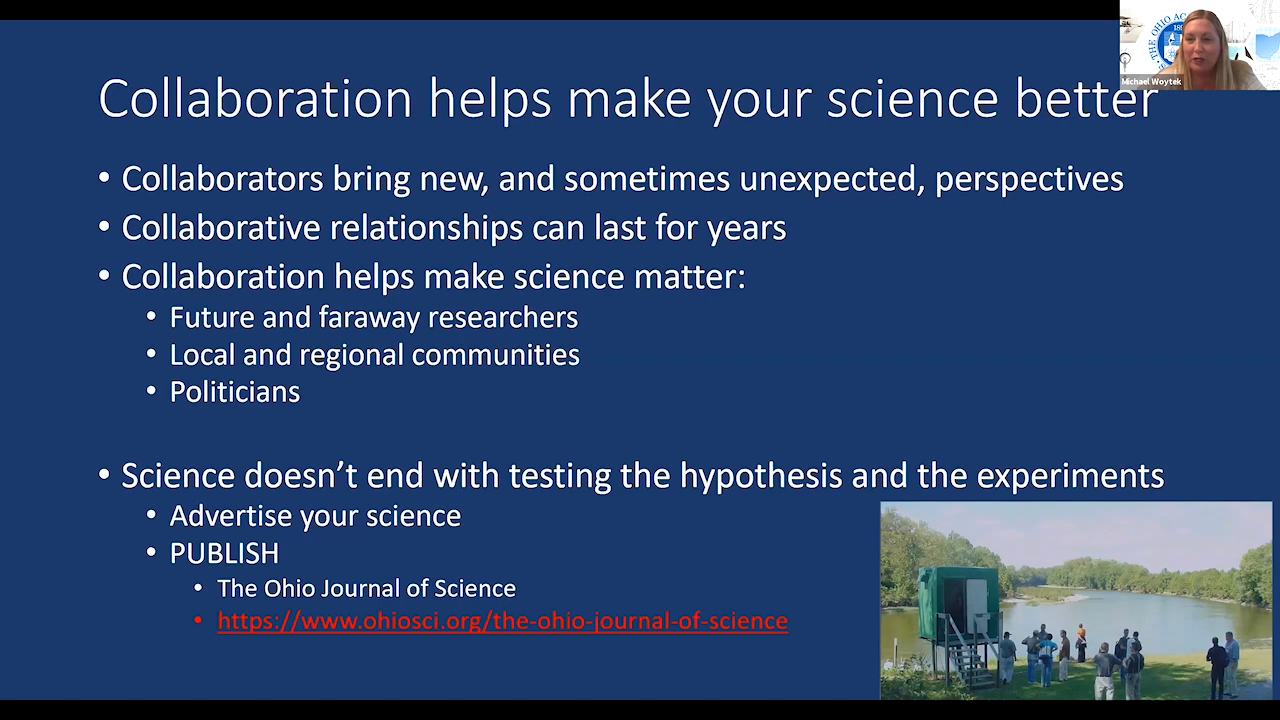 Collaboration helps make your science better
THE OHIO AC
Michael Woytek
• Collaborators bring new, and sometimes unexpected, perspectives
• Collaborative relationships can last for years
• Collaboration helps make science matter:
• Future and faraway researchers
• Local and regional communities
• Politicians
• Science doesn’t end with testing the hypothesis and the experiments
• Advertise your science
• PUBLISH
• The Ohio Journal of Science
• https://www.ohiosci.org/the-ohio-journal-of-science